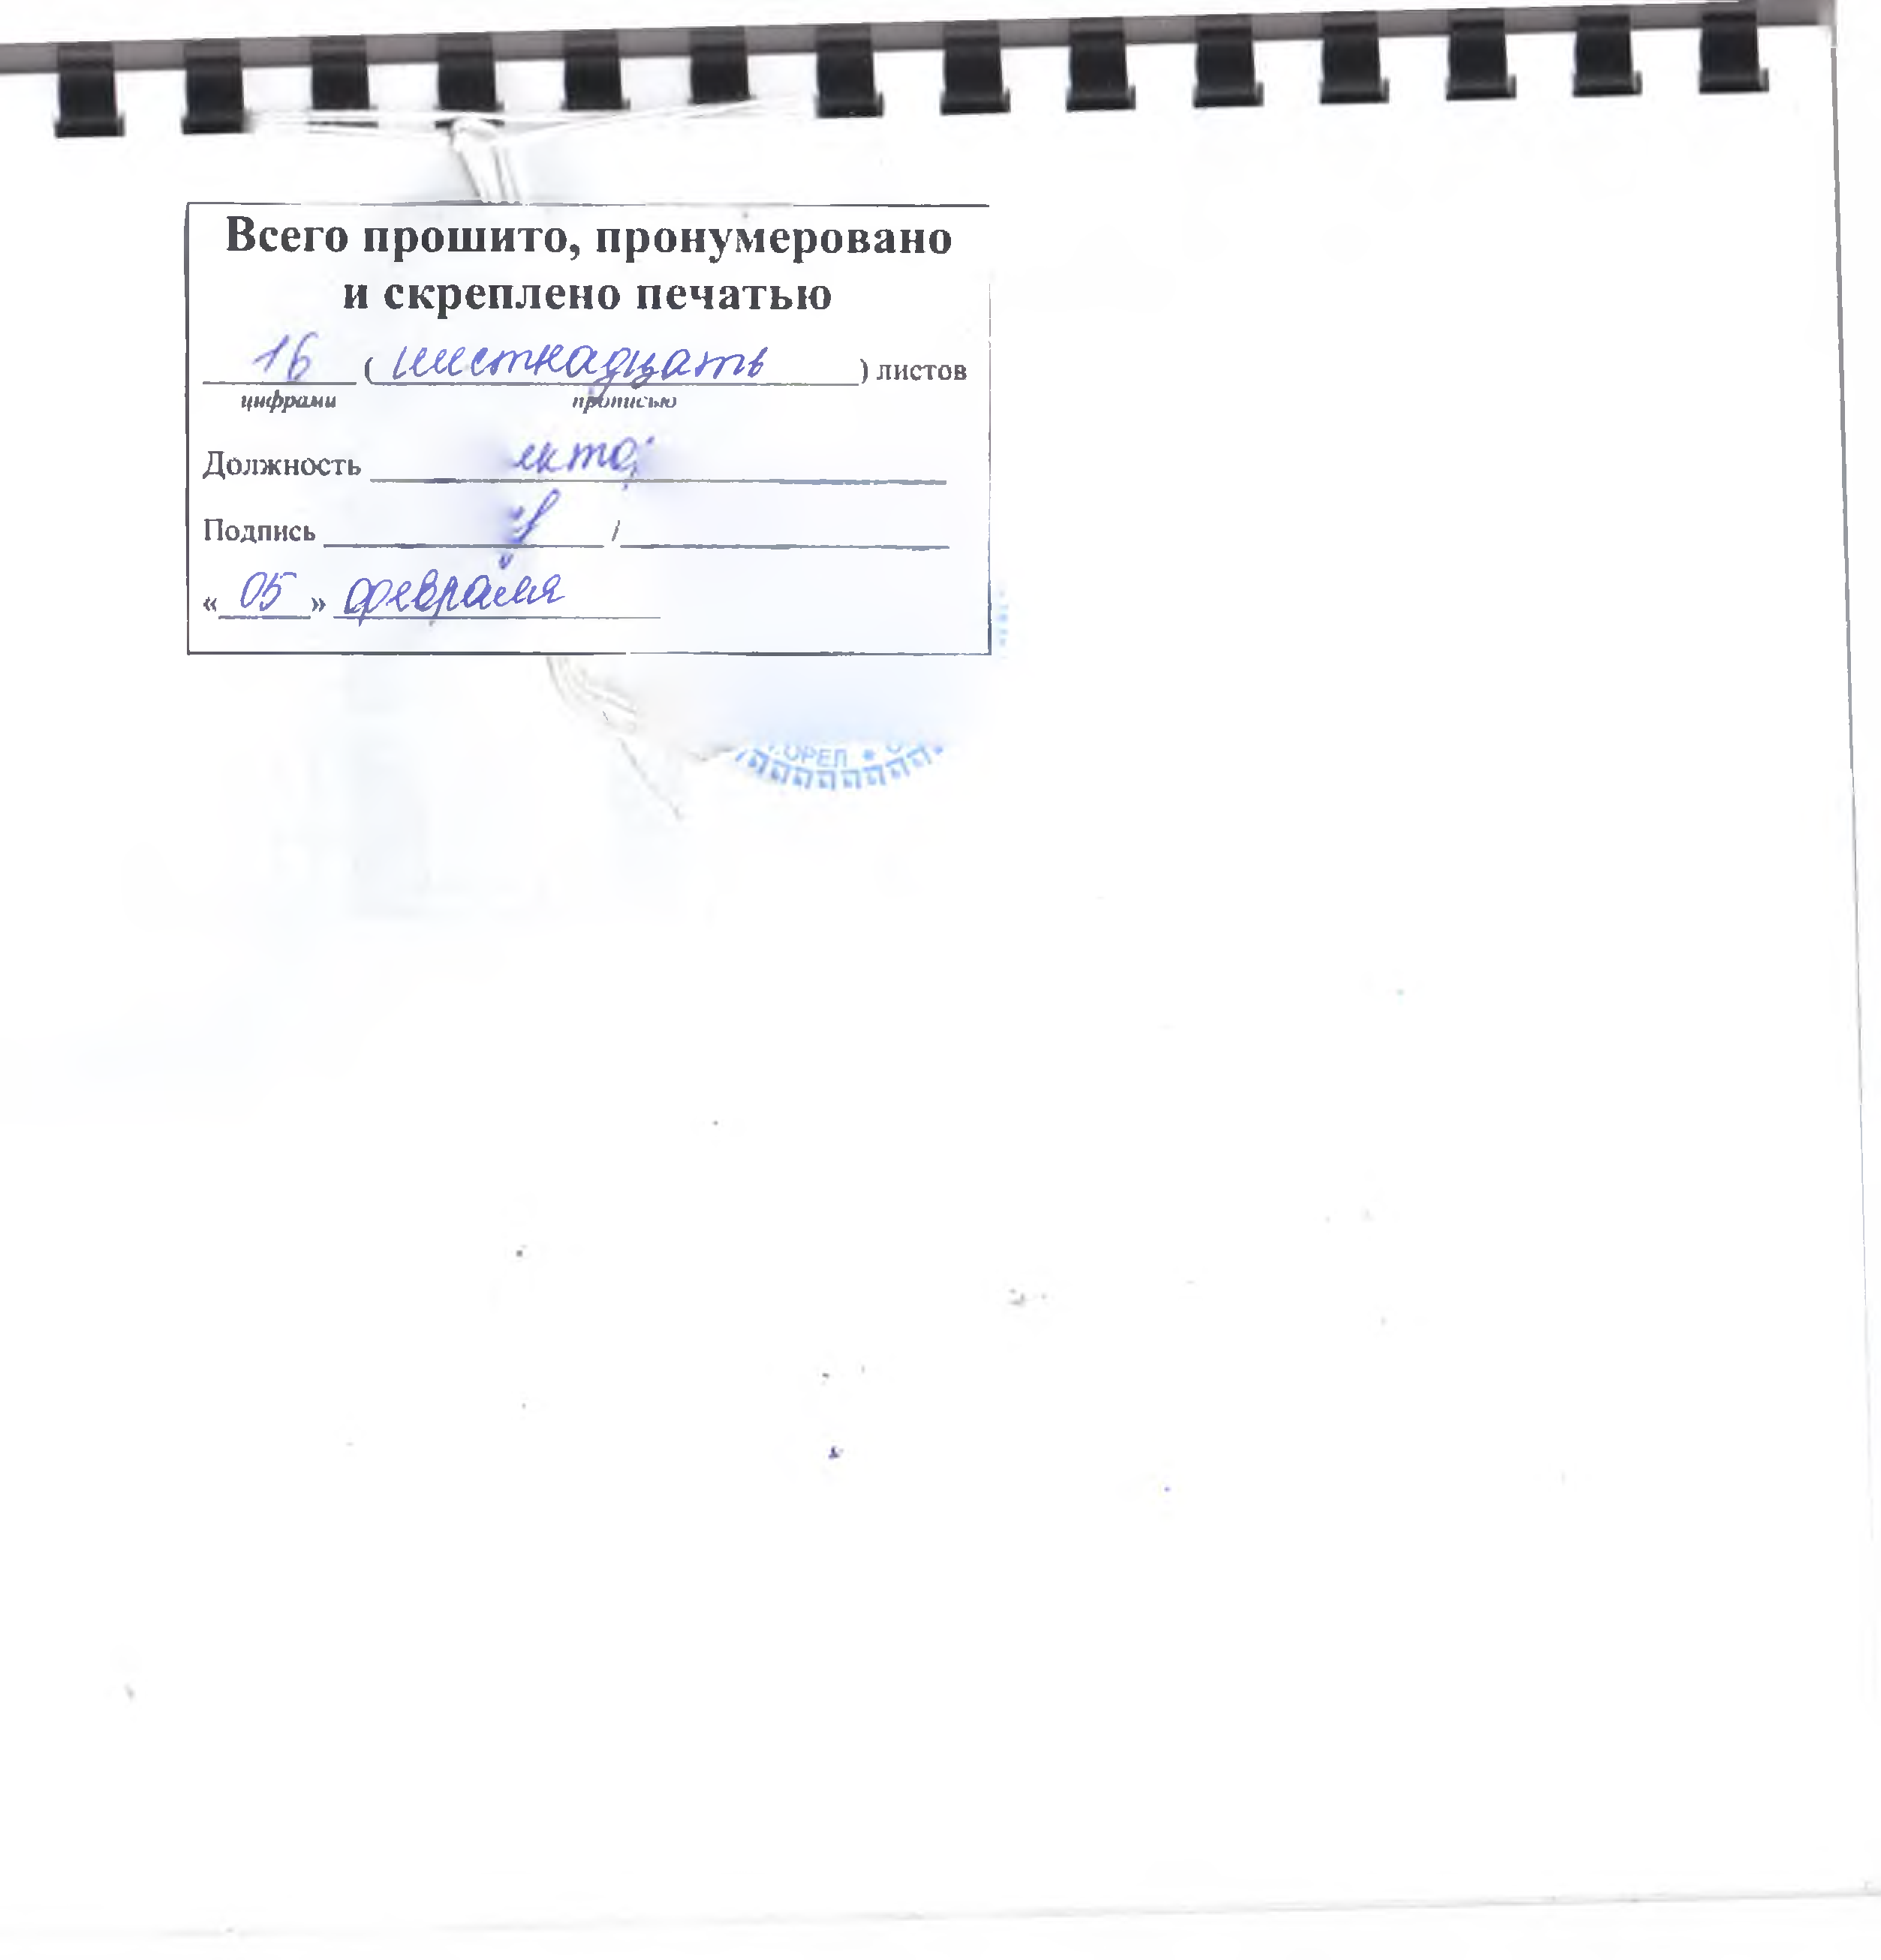 Всего прошито, пронумеровано
и скреплено печатью
16 ( шестнадцать ) листов
цифрами прописью
Должность
Подпись /
« 05 » февраля
ОРЕЛ